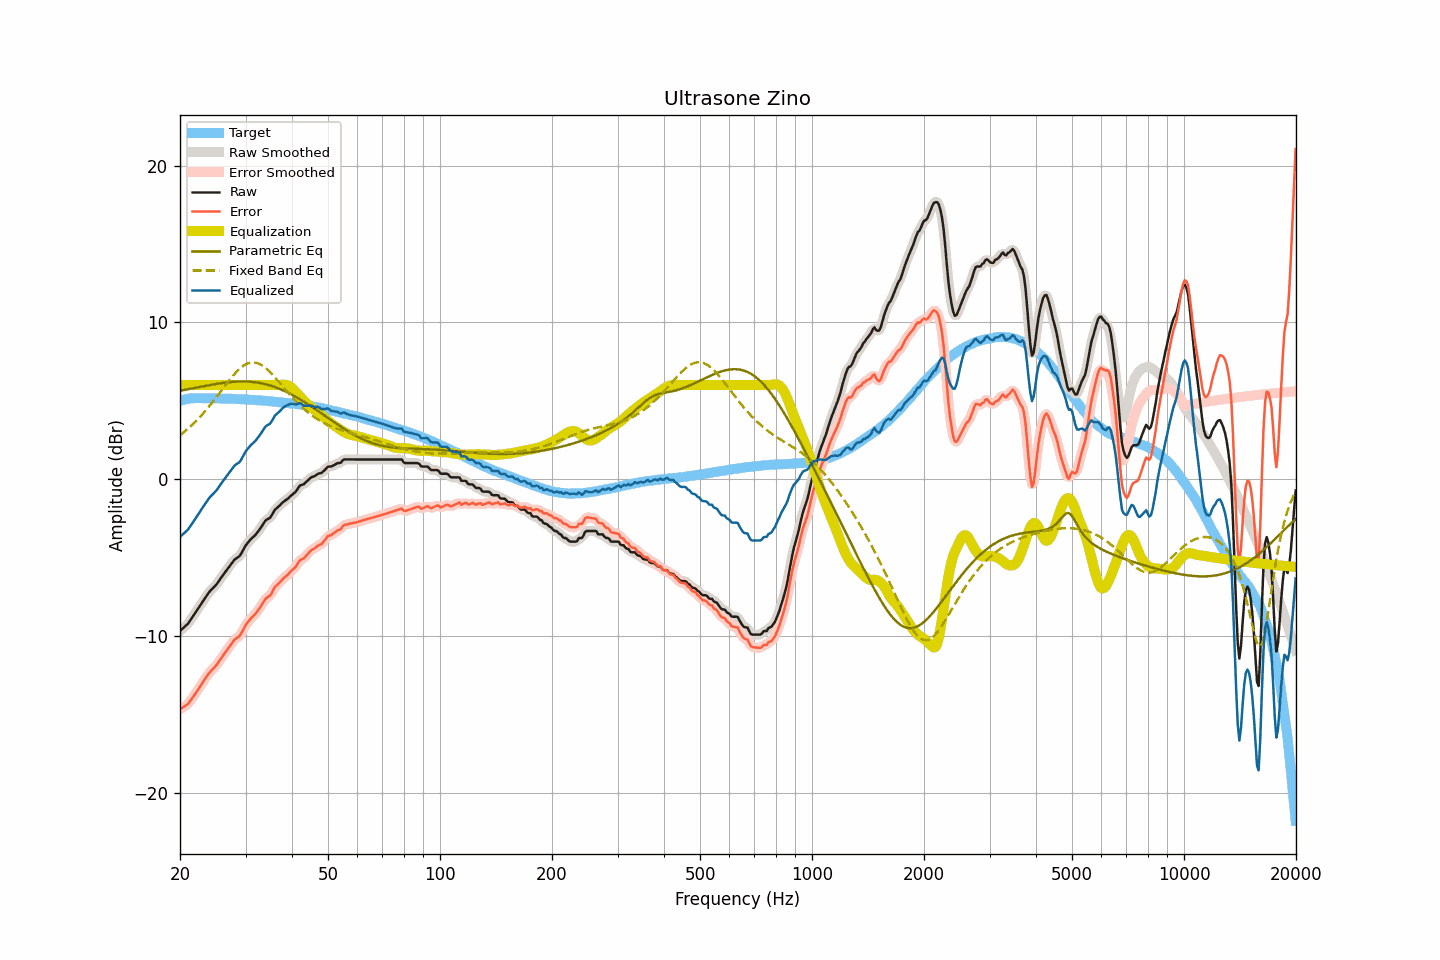 Ultrasone Zino
Target
Raw Smoothed
Error Smoothed
Raw
Error
Equalization
Parametric Eq
Fixed Band Eq
Equalized
20
10
0
−10
−20
Amplitude (dBr)
20 50 100 200 500 1000 2000 5000 10000 20000
Frequency (Hz)